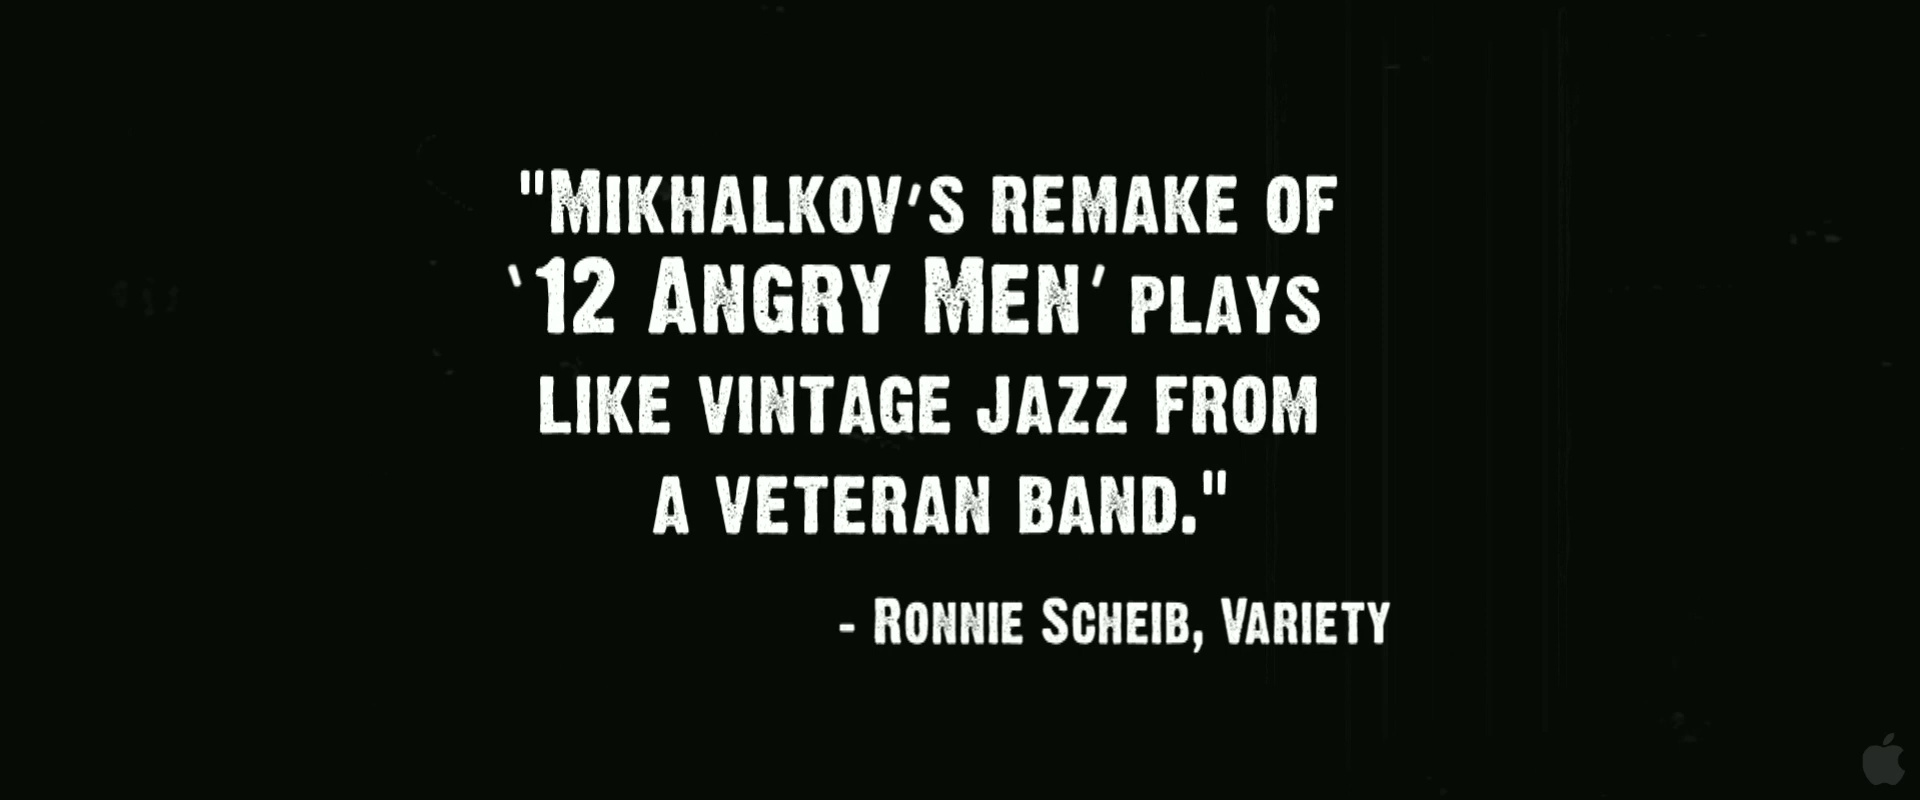 "Mikhalkov's remake of
'12 Angry Men' plays
like vintage jazz from
a veteran band."
- Ronnie Scheib, Variety